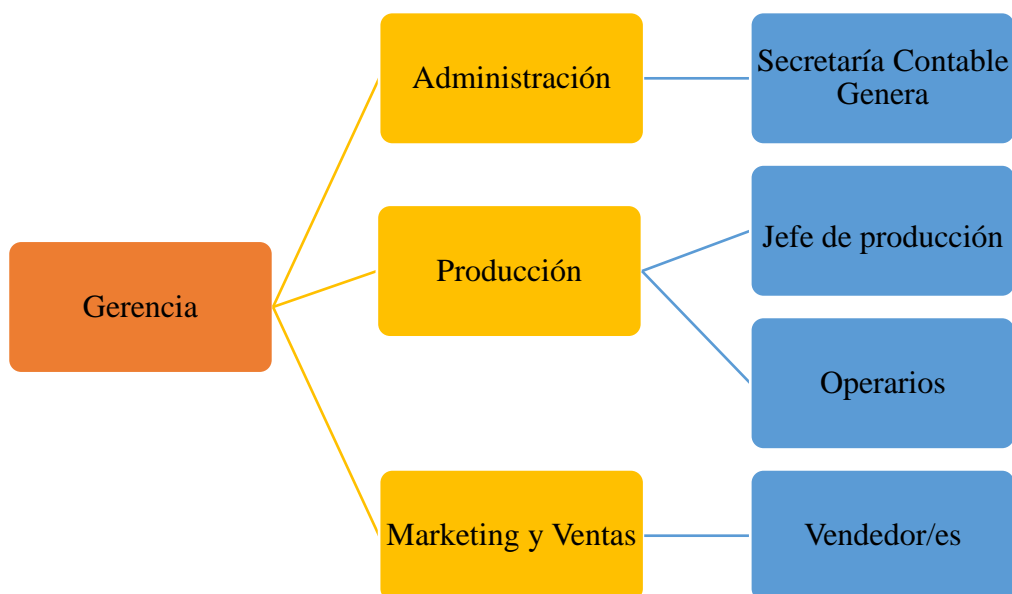 Administración
Secretaría Contable
Genera
Gerencia
Producción
Jefe de producción
Operarios
Marketing y Ventas
Vendedor/es